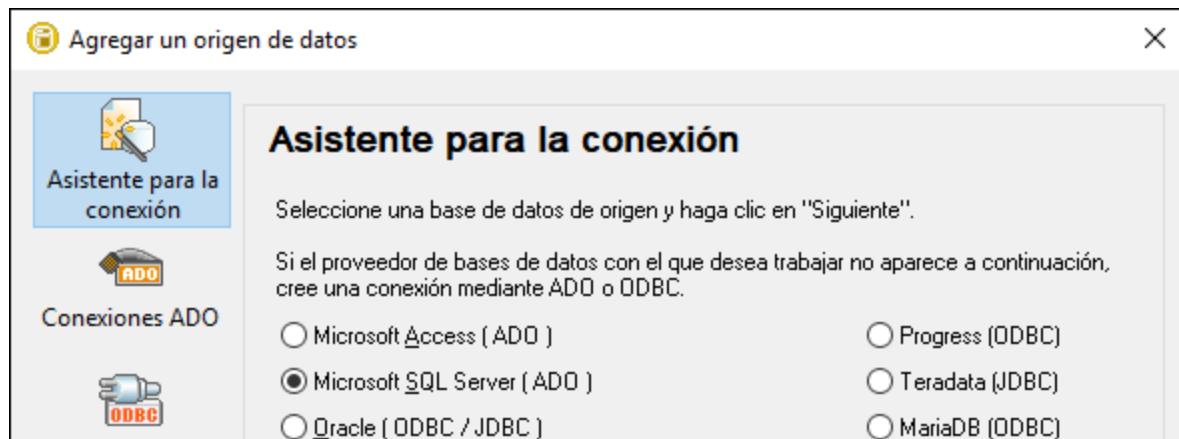 Agregar un origen de datos
Asistente para la
conexión
ADO
Conexiones ADO
ODBC
Asistente para la conexión
Seleccione una base de datos de origen y haga clic en "Siguiente".
Si el proveedor de bases de datos con el que desea trabajar no aparece a continuación,
cree una conexión mediante ADO o ODBC.
Microsoft Access ( ADO )
Progress (ODBC)
Microsoft SQL Server ( ADO )
Teradata (JDBC)
Oracle ( ODBC / JDBC )
MariaDB (ODBC)